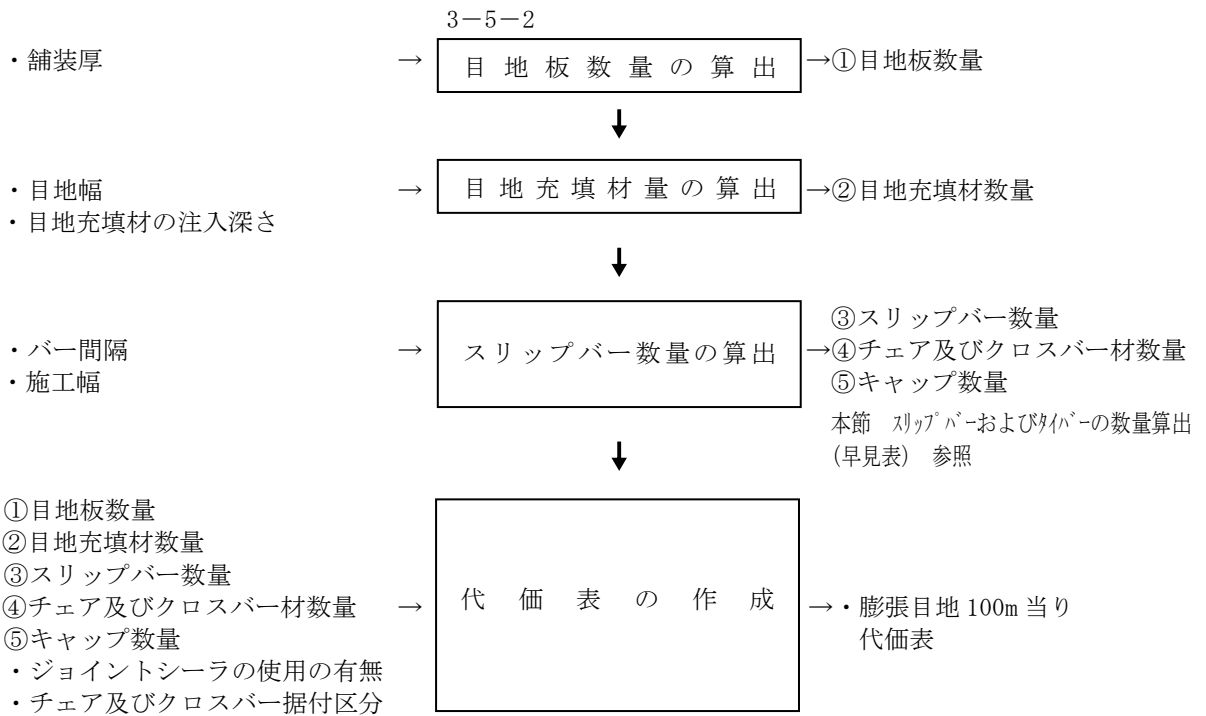 3－5－2
・舗装厚 → 目地板数量の算出 →①目地板数量
・目地幅 → 目地充填材量の算出 →②目地充填材数量
・目地充填材の注入深さ
③スリップバー数量
・バー間隔 → スリップバー数量の算出 →④チェア及びクロスバー材数量
・施工幅
⑤キャップ数量
本節　ｽﾘｯﾌﾟﾊﾞｰおよびﾀｲﾊﾞｰの数量算出
(早見表)　参照
①目地板数量
②目地充填材数量
③スリップバー数量
④チェア及びクロスバー材数量 → 代価表の作成 →・膨張目地 100m 当り
代価表
⑤キャップ数量
・ジョイントシーラの使用の有無
・チェア及びクロスバー据付区分